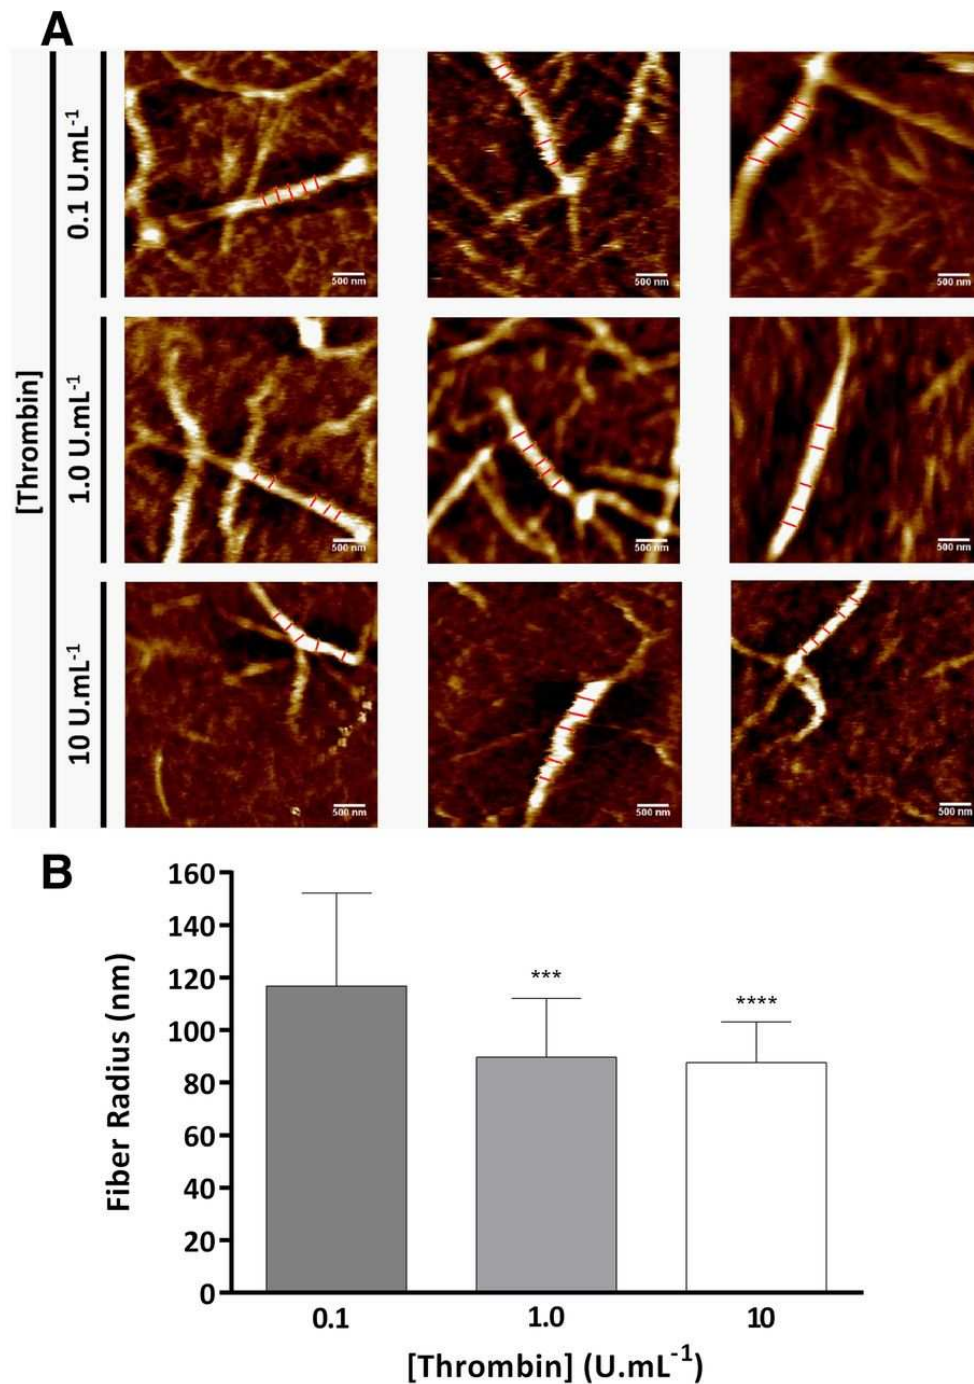 A
[Thrombin]
0.1 U.mL⁻¹
500 nm
500 nm
500 nm
1.0 U.mL⁻¹
500 nm
500 nm
500 nm
10 U.mL⁻¹
500 nm
500 nm
500 nm
B
Fiber Radius (nm)
160
140
120
100
80
60
40
20
0
***
****
0.1 1.0 10
[Thrombin] (U.mL⁻¹)